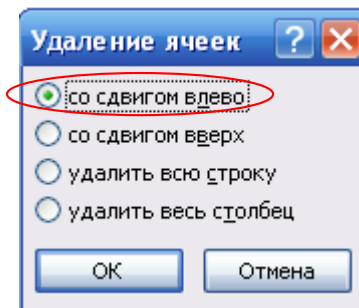 Удаление ячеек
со сдвигом влево
со сдвигом вверх
удалить всю строку
удалить весь столбец
ОК Отмена